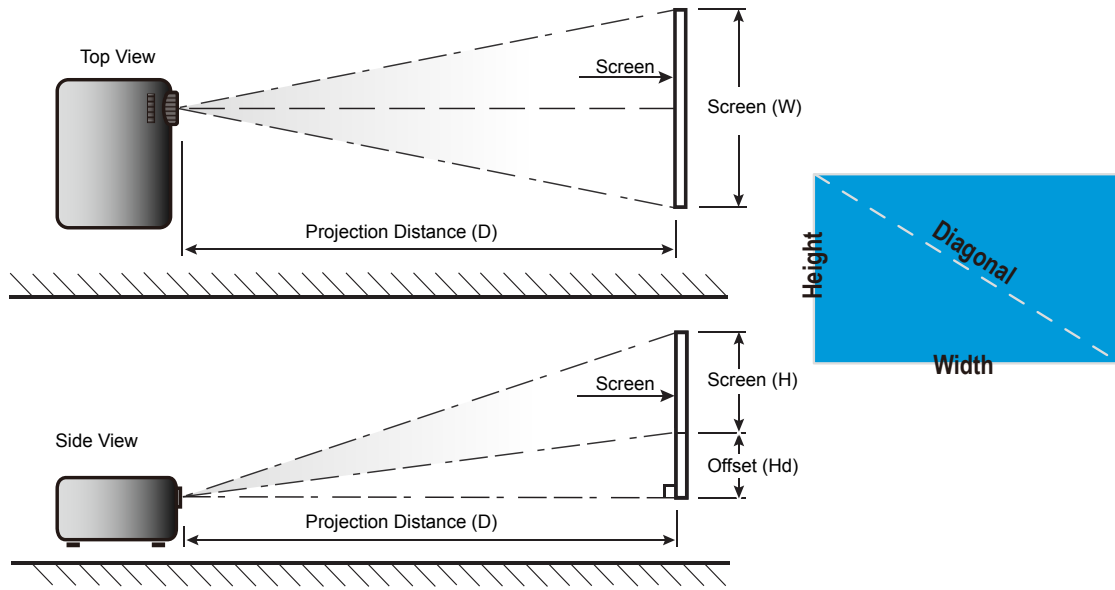 Top View
Screen
Screen (W)
Projection Distance (D)
Height
Diagonal
Width
Side View
Screen
Screen (H)
Offset (Hd)
Projection Distance (D)